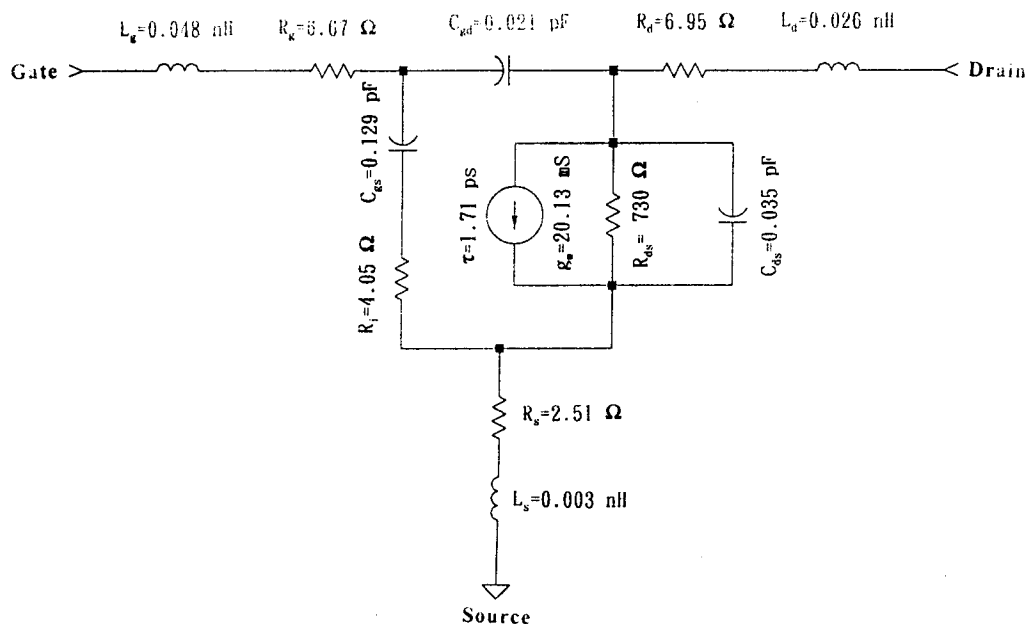 L_g=0.048 nH
R_g=6.67 Ω
C_gd=0.021 pF
R_d=6.95 Ω
L_d=0.026 nH
Gate
Drain
C_gs=0.129 pF
R_i=4.05 Ω
τ=1.71 ps
g_m=20.13 mS
R_ds= 730 Ω
C_ds=0.035 pF
R_s=2.51 Ω
L_s=0.003 nH
Source